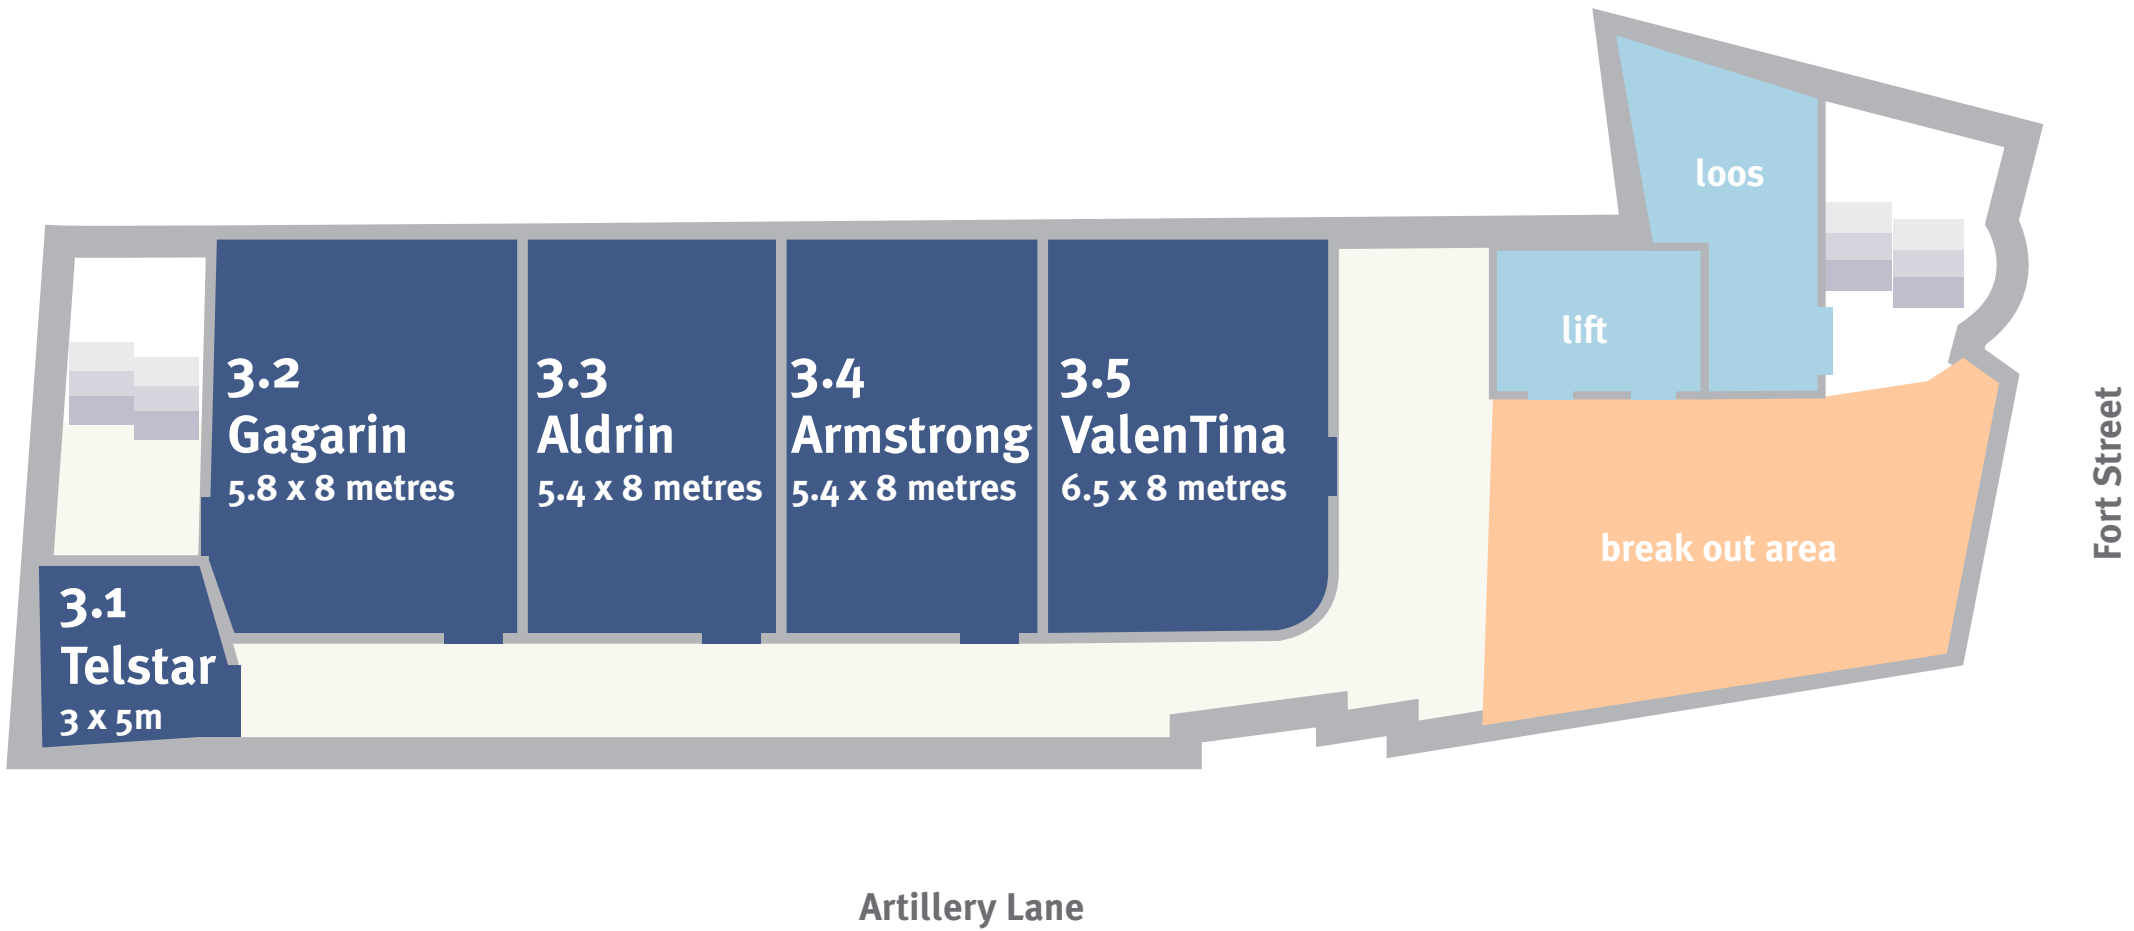 loos
lift
3.2
Gagarin
5.8 x 8 metres
3.3
Aldrin
5.4 x 8 metres
3.4
Armstrong
5.4 x 8 metres
3.5
ValenTina
6.5 x 8 metres
break out area
Fort Street
3.1
Telstar
3 x 5m
Artillery Lane